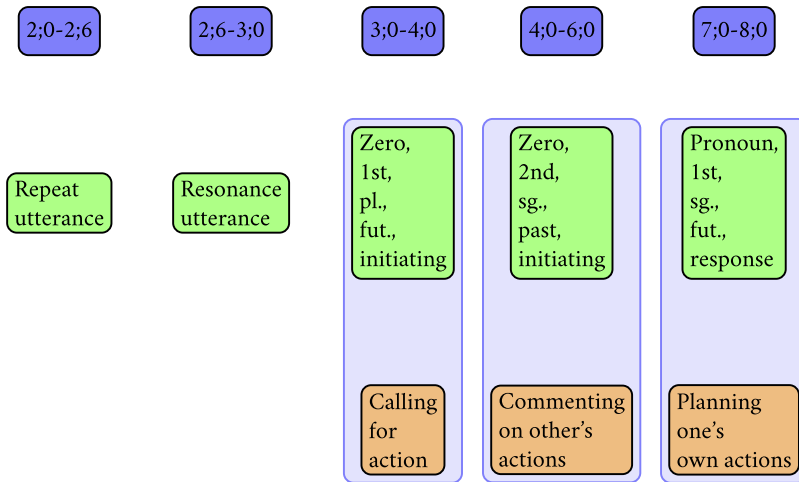 2;0-2;6
2;6-3;0
3;0-4;0
4;0-6;0
7;0-8;0
Repeat
utterance
Resonance
utterance
Zero,
1st,
pl.,
fut.,
initiating
Zero,
2nd,
sg.,
past,
initiating
Pronoun,
1st,
sg.,
fut.,
response
Calling
for
action
Commenting
on other’s
actions
Planning
one’s
own actions